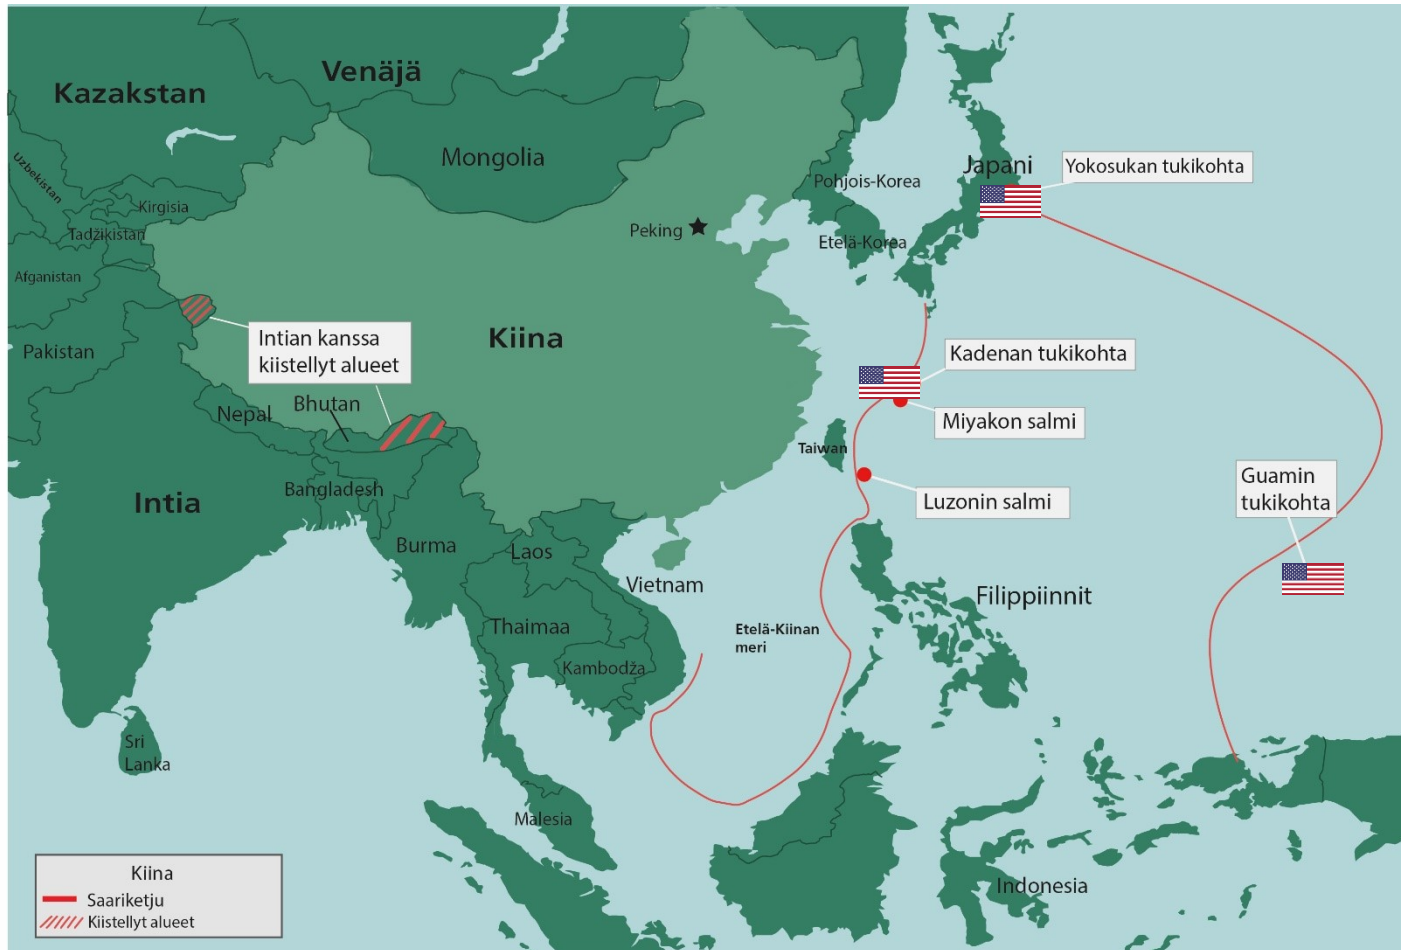 Kazakstan
Venäjä
Mongolia
Uzbekistan
Kirgisia
Tadžikistan
Afganistan
Pakistan
Intian kanssa
kiistellyt alueet
Kiina
Peking
Pohjois-Korea
Etelä-Korea
Japani
Yokosukan tukikohta
Kadenan tukikohta
Miyakon salmi
Taiwan
Luzonin salmi
Guamin
tukikohta
Nepal
Bhutan
Intia
Bangladesh
Burma
Laos
Vietnam
Thaimaa
Kambodža
Etelä-Kiinan
meri
Filippiinnit
Sri
Lanka
Malesia
Indonesia
Kiina
Saariketju
Kiistellyt alueet